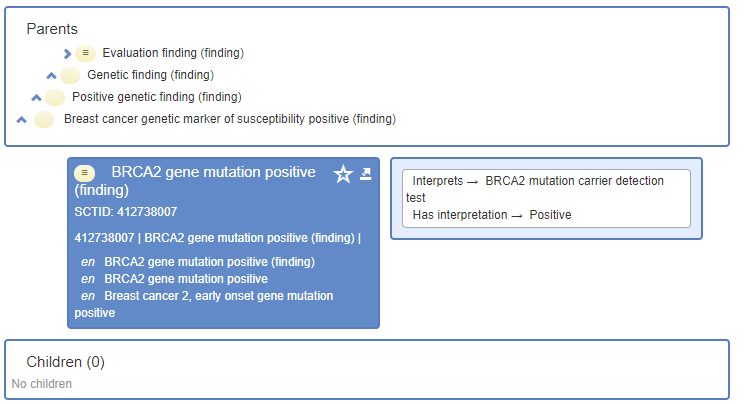 Parents
Evaluation finding (finding)
Genetic finding (finding)
Positive genetic finding (finding)
Breast cancer genetic marker of susceptibility positive (finding)
BRCA2 gene mutation positive
(finding)
SCTID: 412738007
412738007 | BRCA2 gene mutation positive (finding) |
en BRCA2 gene mutation positive (finding)
en BRCA2 gene mutation positive
en Breast cancer 2, early onset gene mutation
positive
Interprets → BRCA2 mutation carrier detection
test
Has interpretation → Positive
Children (0)
No children